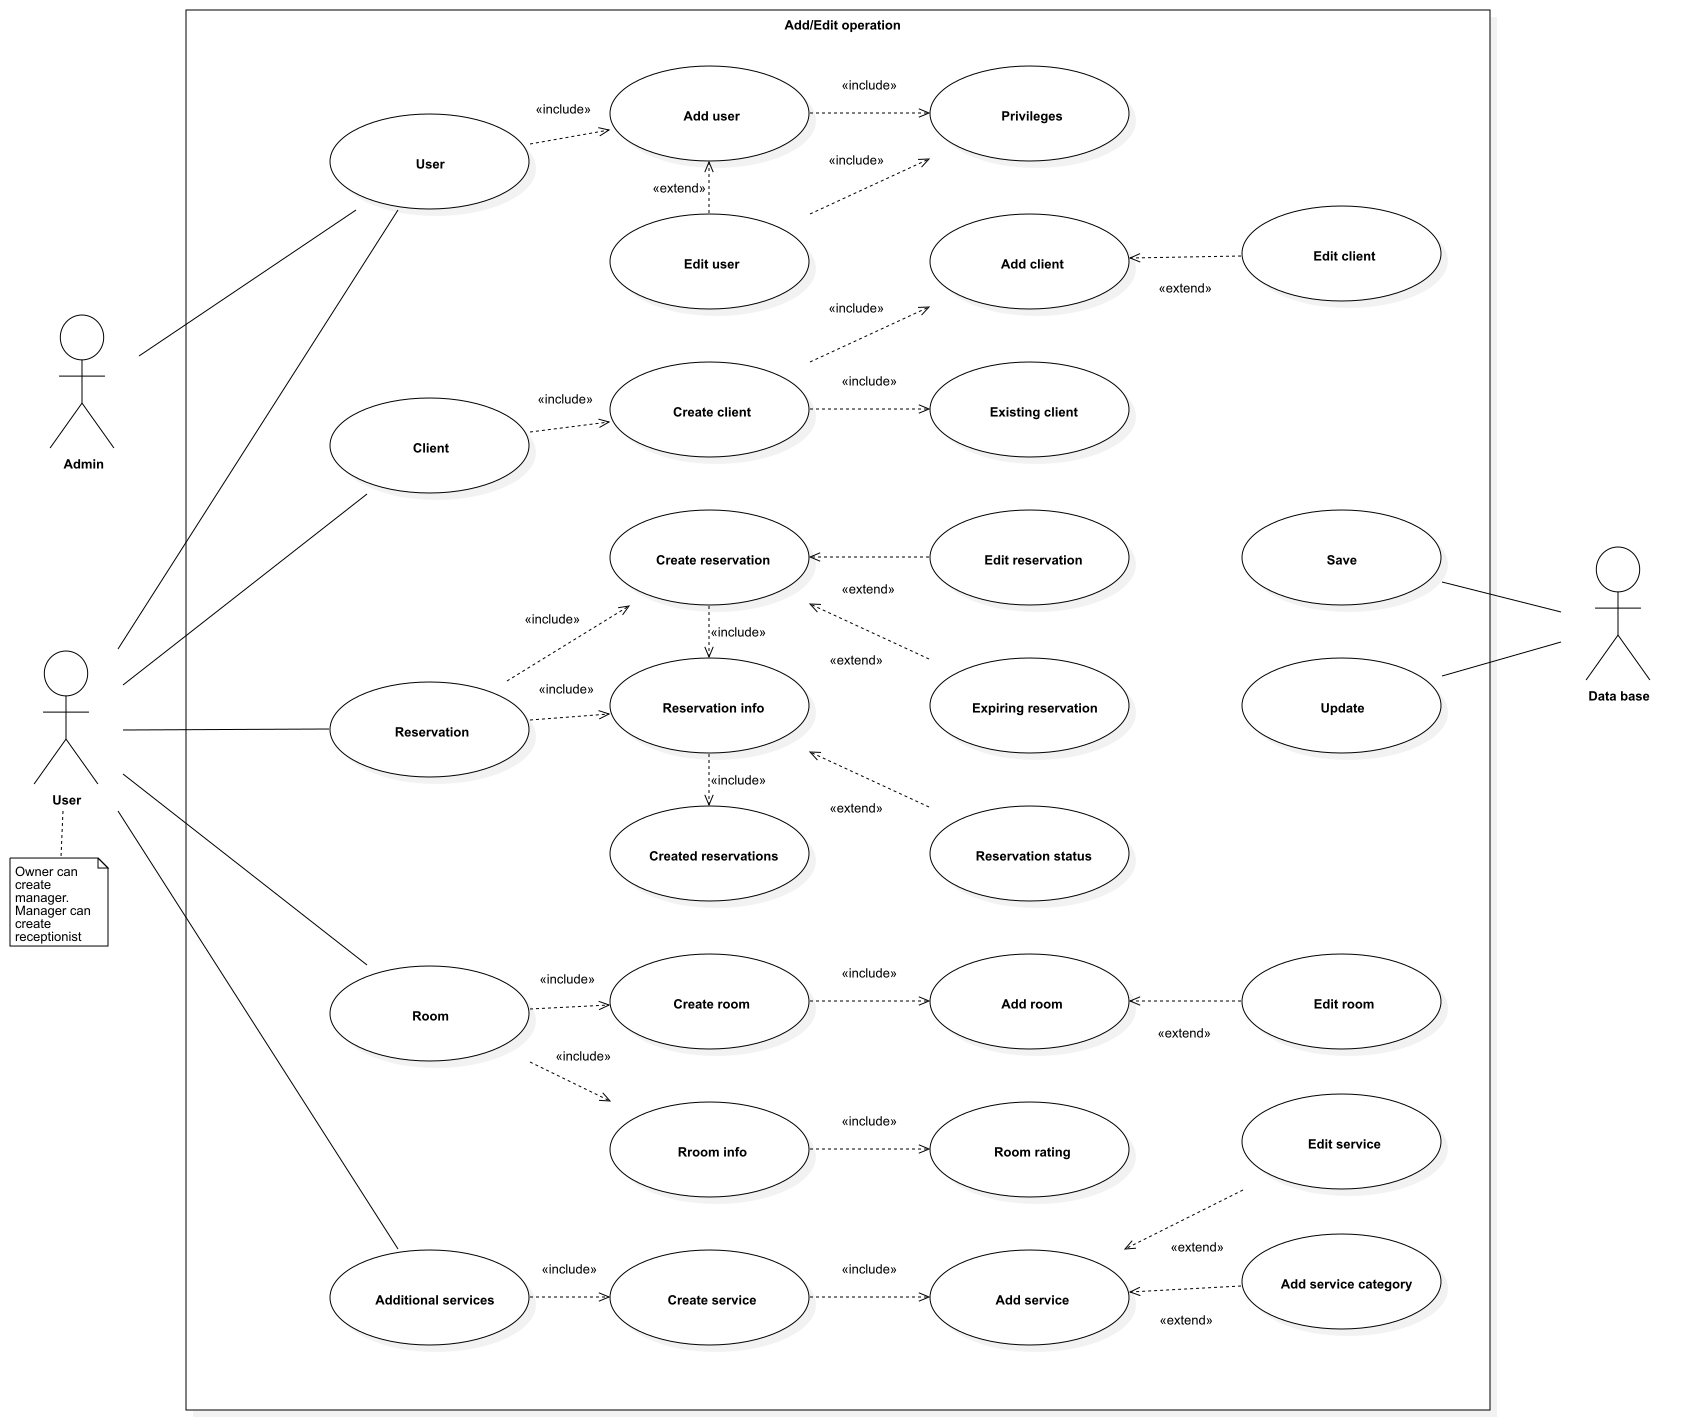 Add/Edit operation
«include»
Add user
«include»
Privileges
User
«extend»
«include»
Edit user
Add client
Edit client
«extend»
«include»
«include»
Create client
«include»
Existing client
Client
Admin
Create reservation
Edit reservation
«extend»
Save
«include»
«include»
«extend»
«include»
Reservation info
Expiring reservation
Update
Data base
Reservation
«include»
«extend»
Created reservations
Reservation status
User
Owner can
create
manager.
Manager can
create
receptionist
«include»
Create room
«include»
Add room
Edit room
«extend»
Room
«include»
Rroom info
«include»
Room rating
Edit service
«extend»
Additional services
«include»
Create service
«include»
Add service
Add service category
«extend»